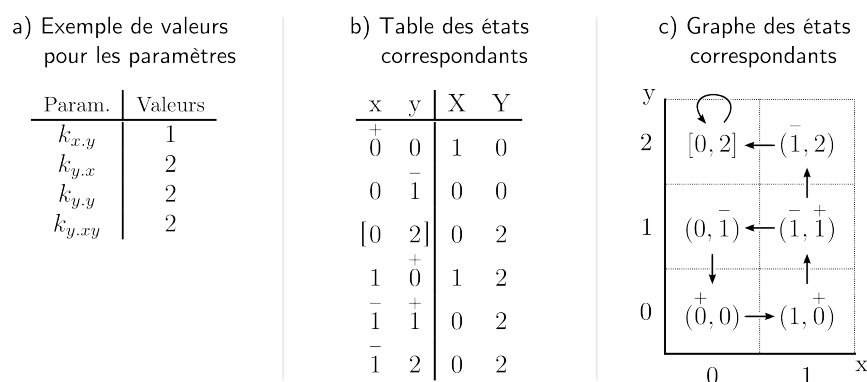 a) Exemple de valeurs
pour les paramètres
Param. Valeurs
k_{x.y} 1
k_{y.x} 2
k_{y.y} 2
k_{y.xy} 2
b) Table des états
correspondants
x y X Y
+
0 0 1 0
−
0 1 0 0
[0 2] 0 2
+
1 0 1 2
− +
1 1 0 2
−
1 2 0 2
c) Graphe des états
correspondants
y
−
2 [0, 2] (1, 2)
− − +
1 (0, 1) (1, 1)
+ +
0 (0, 0) (1, 0)
x
0 1